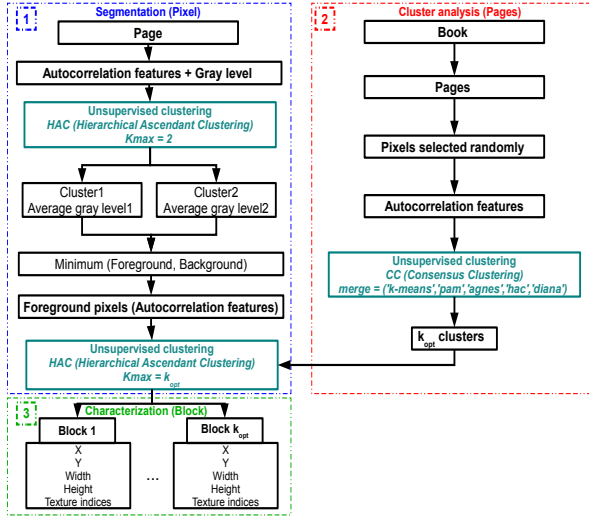 1
Segmentation (Pixel)
Page
Autocorrelation features + Gray level
Unsupervised clustering
HAC (Hierarchical Ascendant Clustering)
Kmax = 2
Cluster1
Average gray level1
Cluster2
Average gray level2
Minimum (Foreground, Background)
Foreground pixels (Autocorrelation features)
Unsupervised clustering
HAC (Hierarchical Ascendant Clustering)
Kmax = kopt
2
Cluster analysis (Pages)
Book
Pages
Pixels selected randomly
Autocorrelation features
Unsupervised clustering
CC (Consensus Clustering)
merge = ('k-means','pam','agnes','hac','diana')
kopt clusters
3
Characterization (Block)
Block 1
X
Y
Width
Height
Texture indices
...
Block kopt
X
Y
Width
Height
Texture indices